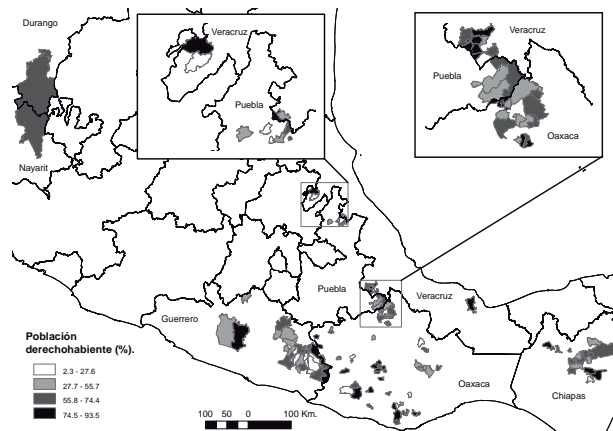 Durango
Veracruz
Puebla
Veracruz
Puebla
Oaxaca
Nayarit
Puebla
Veracruz
Guerrero
Oaxaca
Chiapas
Población
derechohabiente (%).
2.3 - 27.6
27.7 - 55.7
55.8 - 74.4
74.5 - 93.5
100 50 0 100 Km.